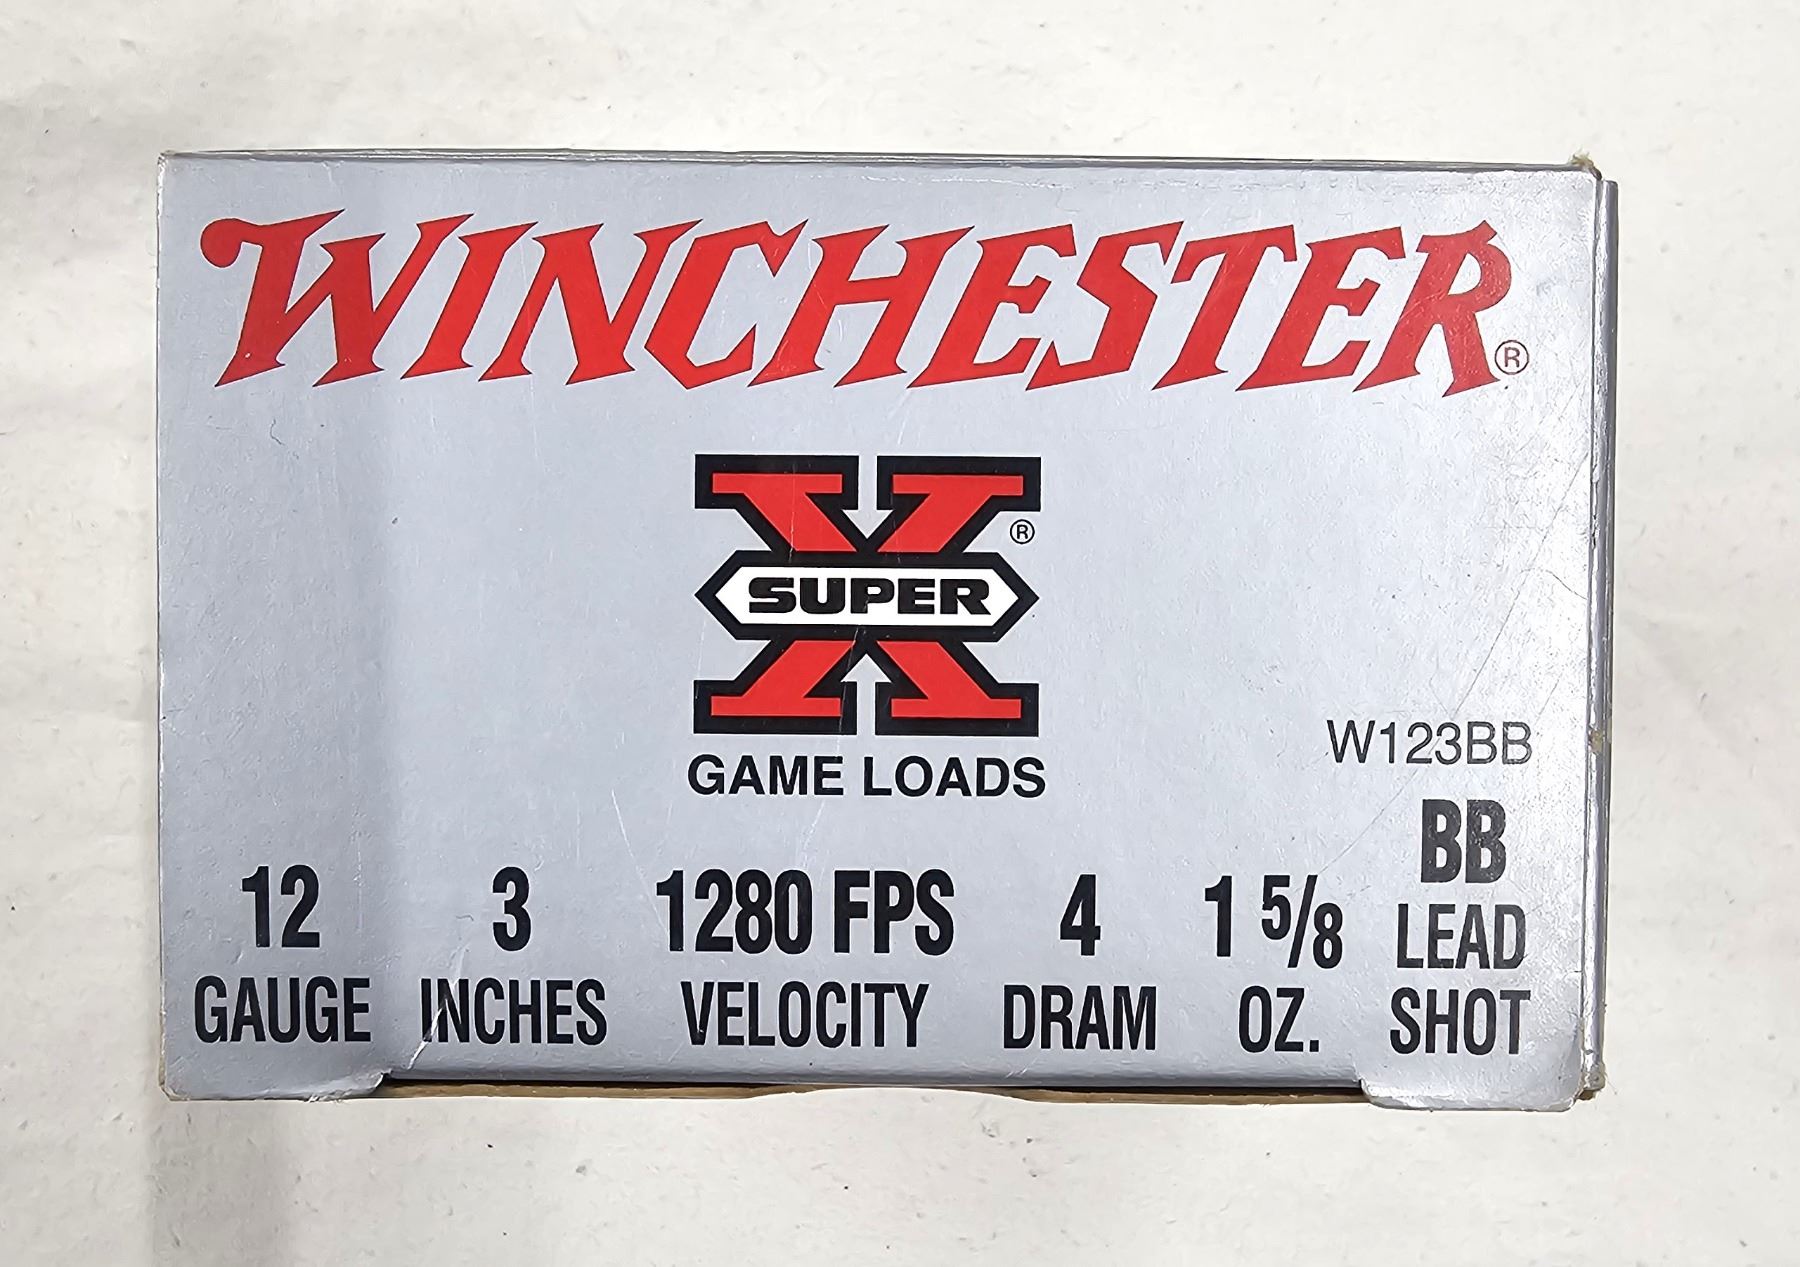 WINCHESTER®
X®
SUPER
GAME LOADS
W123BB
12 3 1280 FPS 4 1 5/8 BB LEAD
GAUGE INCHES VELOCITY DRAM OZ. SHOT